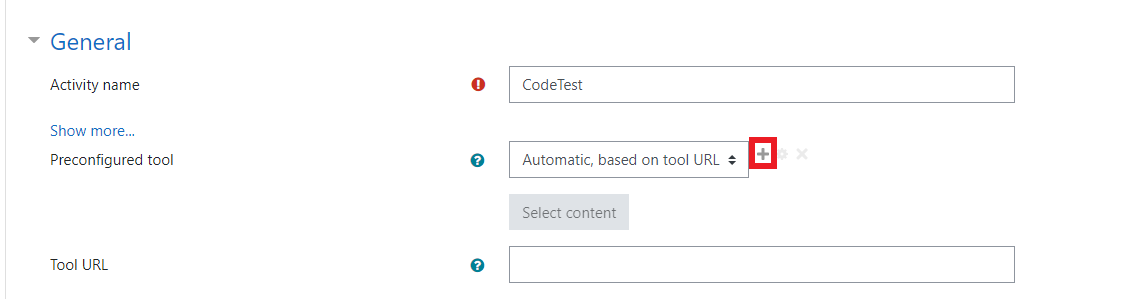 General
Activity name
CodeTest
Show more...
Preconfigured tool
Automatic, based on tool URL
Select content
Tool URL